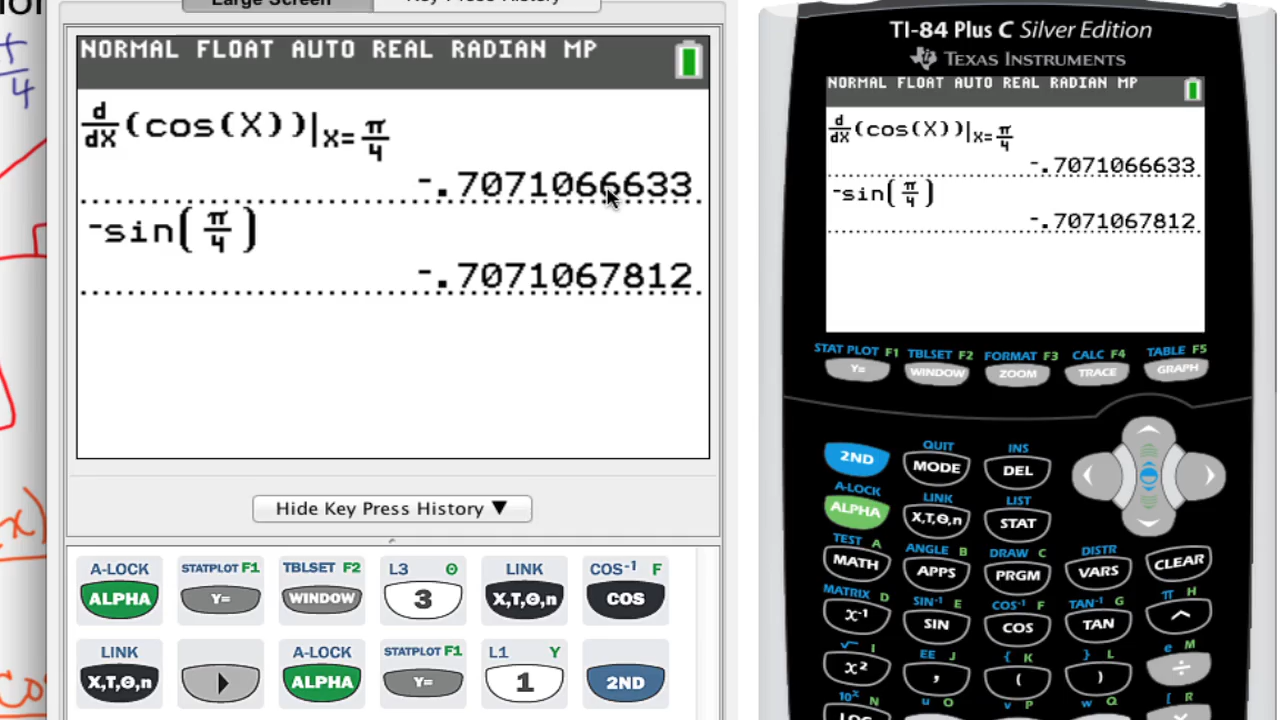 Large Screen
Key Press History
NORMAL FLOAT AUTO REAL RADIAN MP
d/dX(cos(X))|X=π/4
-.7071066633
-sin(π/4)
-.7071067812
Hide Key Press History ▼
A-LOCK
ALPHA
STATPLOT F1
Y=
TBLSET F2
WINDOW
L3 Θ
3
LINK
X,T,Θ,n
COS⁻¹ F
COS
LINK
X,T,Θ,n
A-LOCK
ALPHA
STATPLOT F1
Y=
L1 Y
1
2ND
TI-84 Plus C Silver Edition
TEXAS INSTRUMENTS
NORMAL FLOAT AUTO REAL RADIAN MP
d/dX(cos(X))|X=π/4
-.7071066633
-sin(π/4)
-.7071067812
STAT PLOT F1 TBLSET F2 FORMAT F3 CALC F4 TABLE F5
Y= WINDOW ZOOM TRACE GRAPH
QUIT INS
2ND MODE DEL
A-LOCK LINK LIST
ALPHA X,T,Θ,n STAT
TEST A ANGLE B DRAW C DISTR
MATH APPS PRGM VARS CLEAR
MATRIX D SIN⁻¹ E COS⁻¹ F TAN⁻¹ G π H
x⁻¹ SIN COS TAN ^
√ I EE J { K } L e M
x² , ( ) ÷
10ˣ N u O v P w Q [ R
LOG
π/4
x)